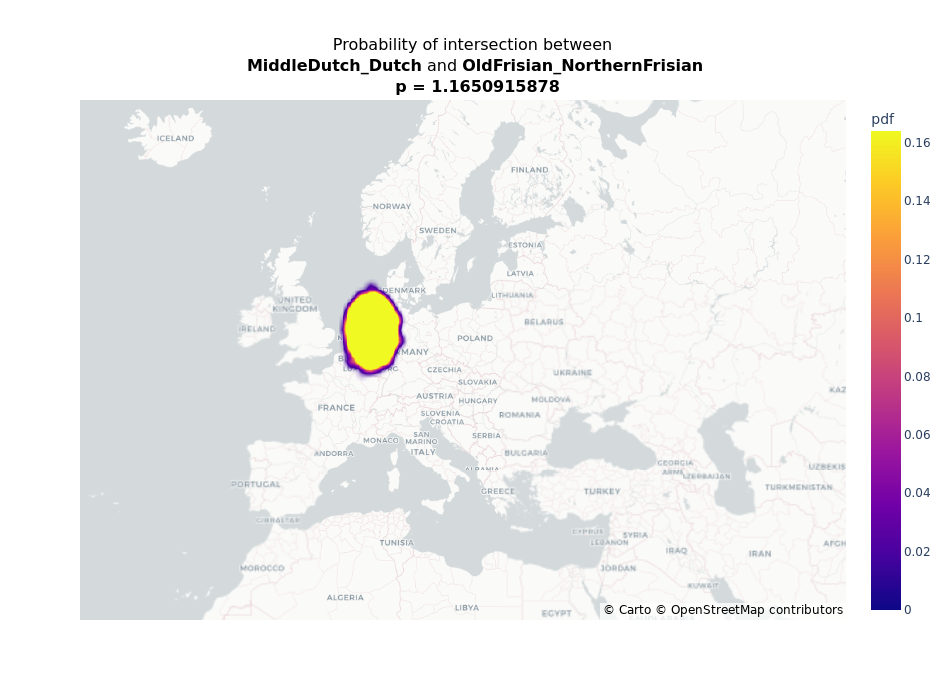 Probability of intersection between
MiddleDutch_Dutch and OldFrisian_NorthernFrisian
p = 1.1650915878
pdf
0.16
0.14
0.12
0.1
0.08
0.06
0.04
0.02
0
ICELAND
FINLAND
NORWAY
SWEDEN
ESTONIA
LATVIA
DENMARK
LITHUANIA
UNITED
KINGDOM
IRELAND
BELARUS
POLAND
MANY
CZECHIA
UKRAINE
SLOVAKIA
AUSTRIA
HUNGARY
MOLDOVA
KAZ
FRANCE
SLOVENIA
CROATIA
ROMANIA
MONACO
SAN
MARINO
SERBIA
ITALY
ANDORRA
BULGARIA
GEORGIA
ARME
AZERBAIJAN
UZBEKIS
ALBANIA
PORTUGAL
GREECE
TURKEY
TURKMENISTAN
GIBRALTAR
CYPRUS
LEBANON
SYRIA
TUNISIA
IRAQ
IRAN
AFGH
MOROCCO
JORDAN
KUWAIT
ALGERIA
LIBYA
EGYPT
SAUDI ARABIA
© Carto © OpenStreetMap contributors